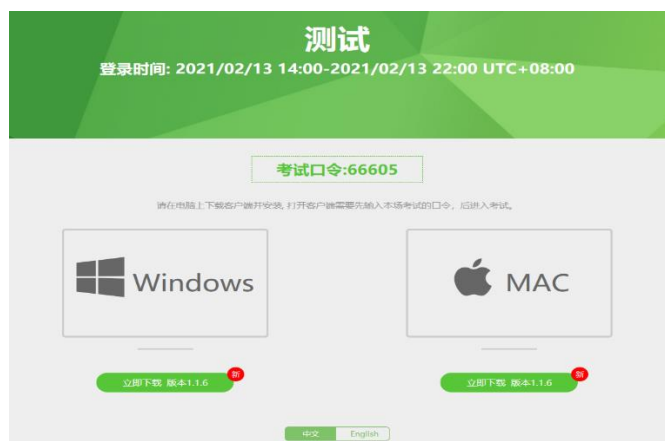 测试
登录时间: 2021/02/13 14:00-2021/02/13 22:00 UTC+08:00
考试口令:66605
请在电脑上下载客户端并安装, 打开客户端需要先输入本场考试的口令，后进入考试。
Windows
MAC
立即下载 版本1.1.6
新
立即下载 版本1.1.6
新
中文
English